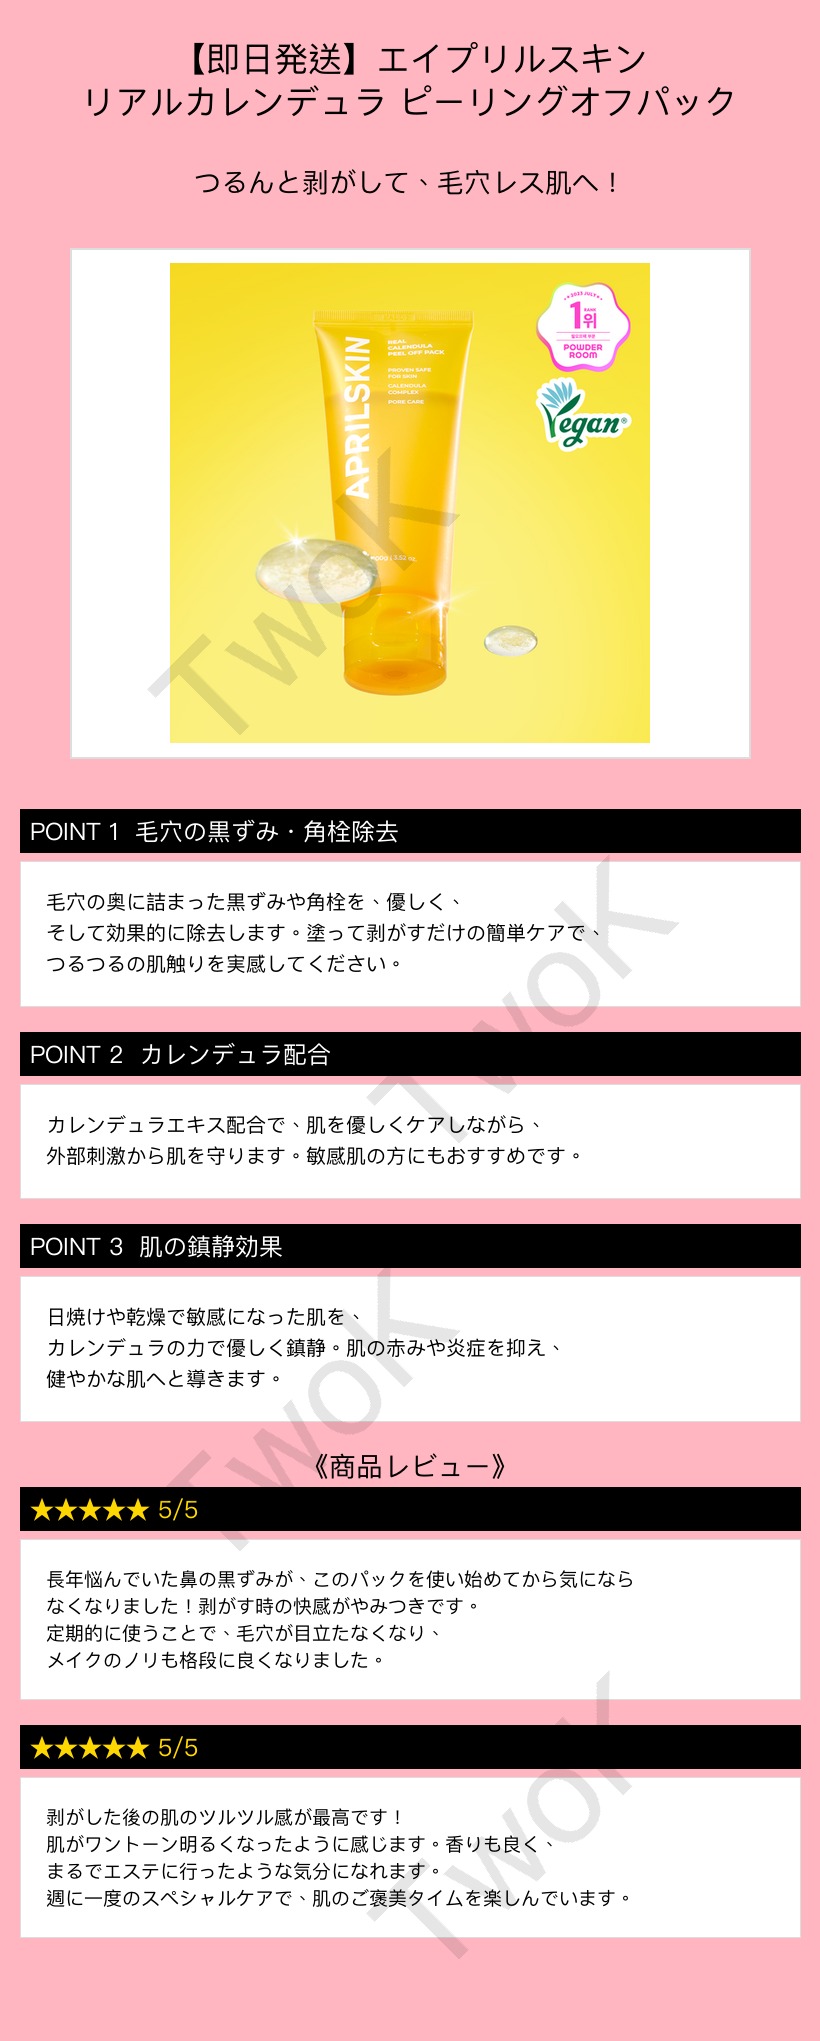 【即日発送】エイプリルスキン
リアルカレンデュラ ピーリングオフパック
つるんと剥がして、毛穴レス肌へ！
2023 JULY
RANK
1위
POWDER
ROOM
Vegan®
APRILSKIN
REAL
CALENDULA
PEEL OFF PACK
PROVEN SAFE
FOR SKIN
CALENDULA
COMPLEX
PORE CARE
100g | 3.52 oz.
TwoK
POINT 1 毛穴の黒ずみ・角栓除去
毛穴の奥に詰まった黒ずみや角栓を、優しく、
そして効果的に除去します。塗って剥がすだけの簡単ケアで、
つるつるの肌触りを実感してください。
TwoK
POINT 2 カレンデュラ配合
カレンデュラエキス配合で、肌を優しくケアしながら、
外部刺激から肌を守ります。敏感肌の方にもおすすめです。
POINT 3 肌の鎮静効果
日焼けや乾燥で敏感になった肌を、
カレンデュラの力で優しく鎮静。肌の赤みや炎症を抑え、
健やかな肌へと導きます。
TwoK
《商品レビュー》
★★★★★ 5/5
長年悩んでいた鼻の黒ずみが、このパックを使い始めてから気になら
なくなりました！剥がす時の快感がやみつきです。
定期的に使うことで、毛穴が目立たなくなり、
メイクのノリも格段に良くなりました。
★★★★★ 5/5
剥がした後の肌のツルツル感が最高です！
肌がワントーン明るくなったように感じます。香りも良く、
まるでエステに行ったような気分になれます。
週に一度のスペシャルケアで、肌のご褒美タイムを楽しんでいます。
TwoK